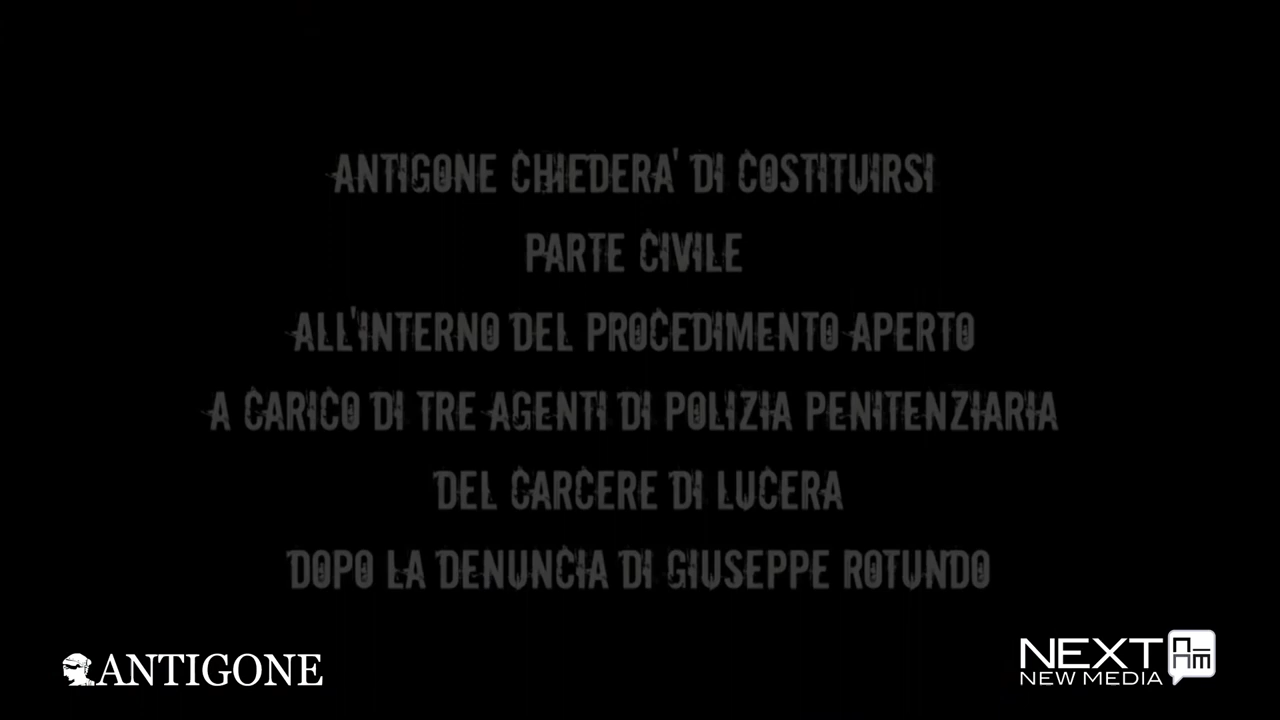 ANTIGONE CHIEDERA' DI COSTITUIRSI
PARTE CIVILE
ALL'INTERNO DEL PROCEDIMENTO APERTO
A CARICO DI TRE AGENTI DI POLIZIA PENITENZIARIA
DEL CARCERE DI LUCERA
DOPO LA DENUNCIA DI GIUSEPPE ROTUNDO
ANTIGONE
NEXT
NEW MEDIA